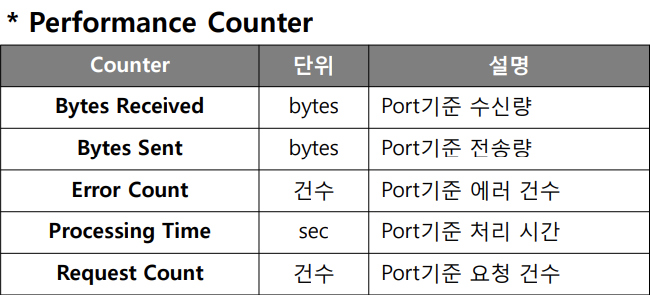 * Performance Counter
Counter 단위 설명
Bytes Received bytes Port기준 수신량
Bytes Sent bytes Port기준 전송량
Error Count 건수 Port기준 에러 건수
Processing Time sec Port기준 처리 시간
Request Count 건수 Port기준 요청 건수